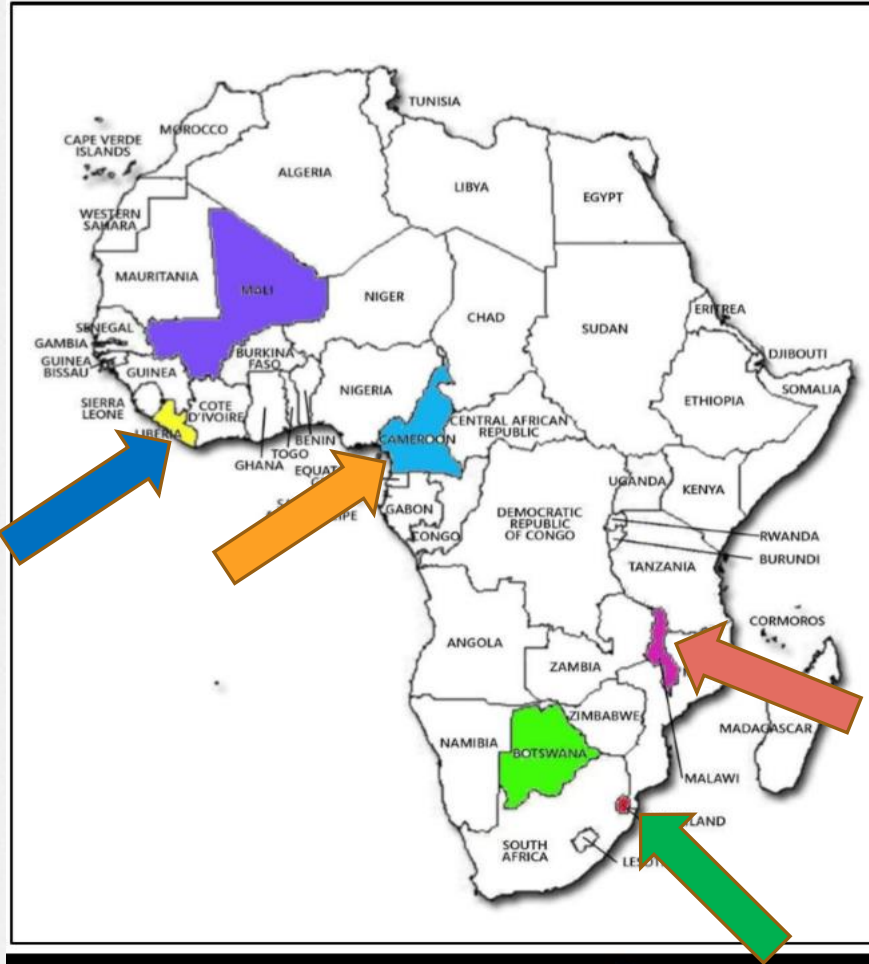 TUNISIA
MOROCCO
CAPE VERDE
ISLANDS
ALGERIA
LIBYA
EGYPT
WESTERN
SAHARA
MAURITANIA
MALI
NIGER
CHAD
SUDAN
ERITREA
SENEGAL
GAMBIA
GUINEA
BISSAU
GUINEA
BURKINA
FASO
DJIBOUTI
SOMALIA
NIGERIA
ETHIOPIA
SIERRA
LEONE
COTE
D'IVOIRE
LIBERIA
CENTRAL AFRICAN
REPUBLIC
CAMEROON
BENIN
TOGO
GHANA
UGANDA
KENYA
GABON
CONGO
DEMOCRATIC
REPUBLIC
OF CONGO
RWANDA
BURUNDI
TANZANIA
CORMOROS
ANGOLA
ZAMBIA
ZIMBABWE
MADAGASCAR
NAMIBIA
BOTSWANA
MALAWI
SOUTH
AFRICA